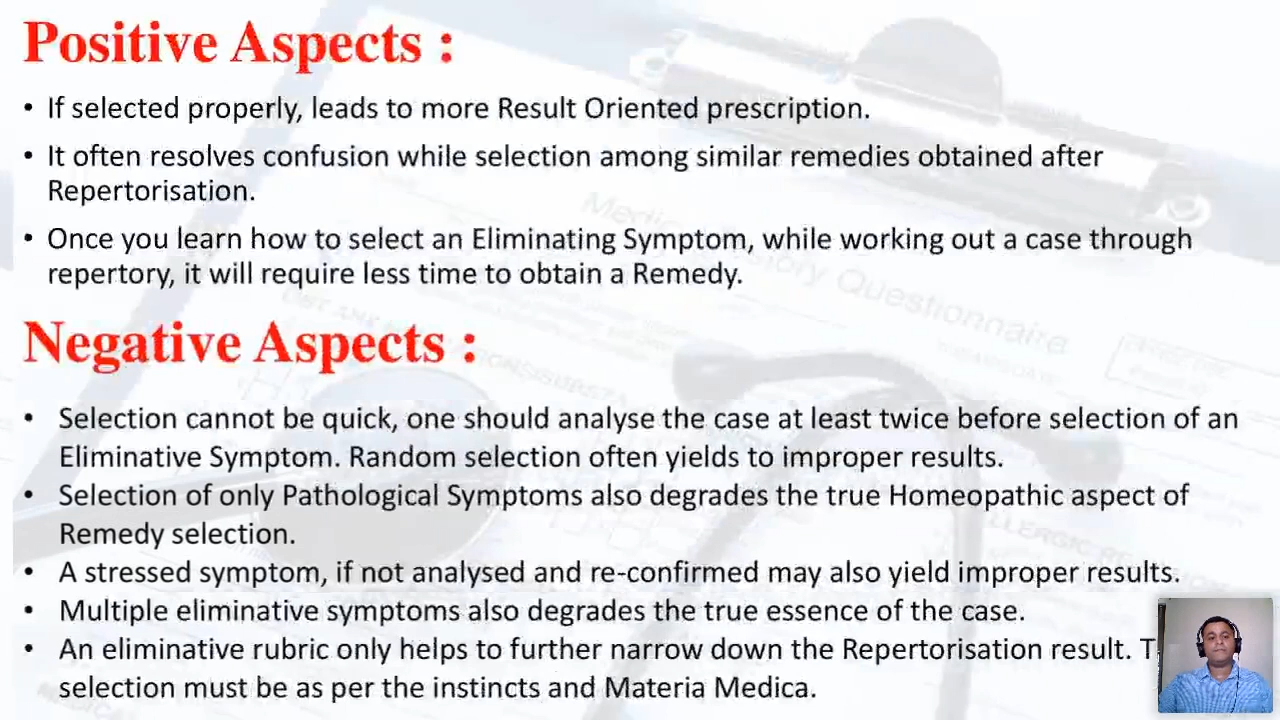 Positive Aspects :
• If selected properly, leads to more Result Oriented prescription.
• It often resolves confusion while selection among similar remedies obtained after
Repertorisation.
• Once you learn how to select an Eliminating Symptom, while working out a case through
repertory, it will require less time to obtain a Remedy.
Medical History Questionnaire
Negative Aspects :
• Selection cannot be quick, one should analyse the case at least twice before selection of an
Eliminative Symptom. Random selection often yields to improper results.
• Selection of only Pathological Symptoms also degrades the true Homeopathic aspect of
Remedy selection.
• A stressed symptom, if not analysed and re-confirmed may also yield improper results.
• Multiple eliminative symptoms also degrades the true essence of the case.
• An eliminative rubric only helps to further narrow down the Repertorisation result. T
selection must be as per the instincts and Materia Medica.